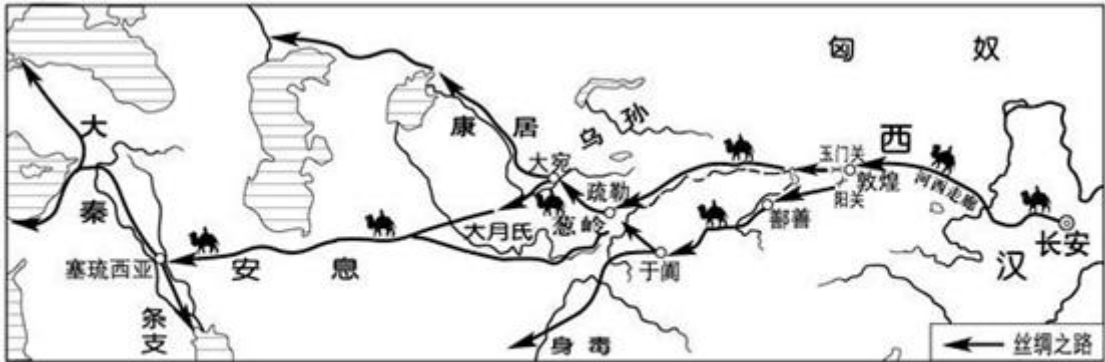 匈奴
西
康居
乌孙
大宛
疏勒
玉门关
敦煌
阳关
河西走廊
大秦
大月氏
葱岭
鄯善
长安
汉
塞琉西亚
安息
于阗
条支
身毒
丝绸之路